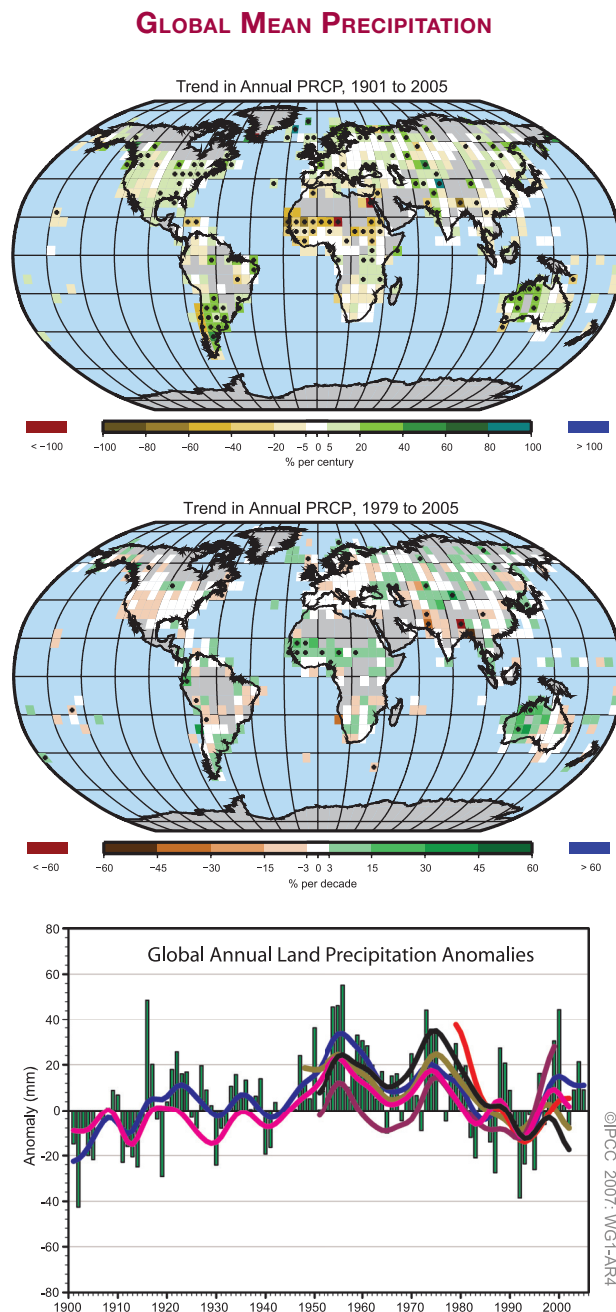 GLOBAL MEAN PRECIPITATION
Trend in Annual PRCP, 1901 to 2005
< −100
-100 −80 −60 −40 −20 −5 0 5 20 40 60 80 100
> 100
% per century
Trend in Annual PRCP, 1979 to 2005
< −60
−60 −45 −30 −15 −3 0 3 15 30 45 60
> 60
% per decade
Global Annual Land Precipitation Anomalies
Anomaly (mm)
80
60
40
20
0
-20
-40
-60
-80
1900 1910 1920 1930 1940 1950 1960 1970 1980 1990 2000
©IPCC 2007: WG1-AR4